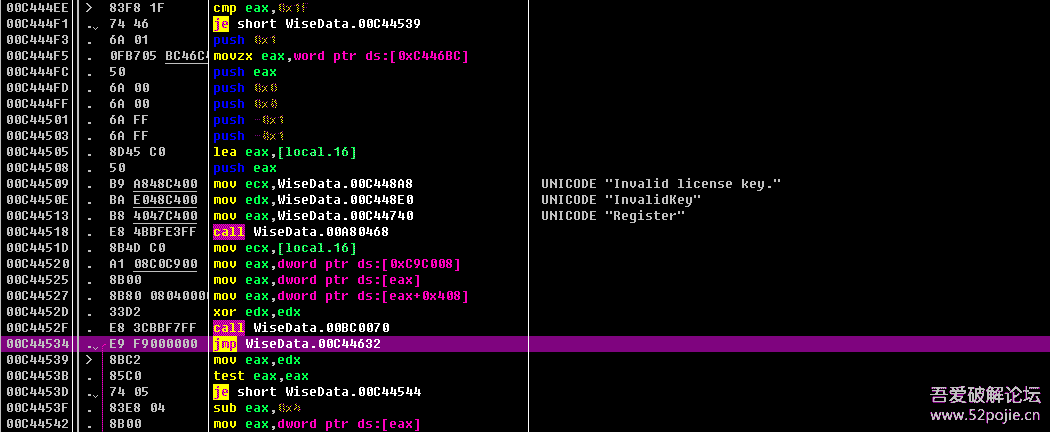 00C444EE > 83F8 1F cmp eax,0x1F
00C444F1 . 74 46 je short WiseData.00C44539
00C444F3 . 6A 01 push 0x1
00C444F5 . 0FB705 BC46C4 movzx eax,word ptr ds:[0xC446BC]
00C444FC . 50 push eax
00C444FD . 6A 00 push 0x0
00C444FF . 6A 00 push 0x0
00C44501 . 6A FF push -0x1
00C44503 . 6A FF push -0x1
00C44505 . 8D45 C0 lea eax,[local.16]
00C44508 . 50 push eax
00C44509 . B9 A848C400 mov ecx,WiseData.00C448A8 UNICODE "Invalid license key."
00C4450E . BA E048C400 mov edx,WiseData.00C448E0 UNICODE "InvalidKey"
00C44513 . B8 4047C400 mov eax,WiseData.00C44740 UNICODE "Register"
00C44518 . E8 4BBFE3FF call WiseData.00A80468
00C4451D . 8B4D C0 mov ecx,[local.16]
00C44520 . A1 08C0C900 mov eax,dword ptr ds:[0xC9C008]
00C44525 . 8B00 mov eax,dword ptr ds:[eax]
00C44527 . 8B80 08040000 mov eax,dword ptr ds:[eax+0x408]
00C4452D . 33D2 xor edx,edx
00C4452F . E8 3CBBF7FF call WiseData.00BC0070
00C44534 . E9 F9000000 jmp WiseData.00C44632
00C44539 > 8BC2 mov eax,edx
00C4453B . 85C0 test eax,eax
00C4453D . 74 05 je short WiseData.00C44544
00C4453F . 83E8 04 sub eax,0x4
00C44542 . 8B00 mov eax,dword ptr ds:[eax]
吾爱破解论坛
www.52pojie.cn